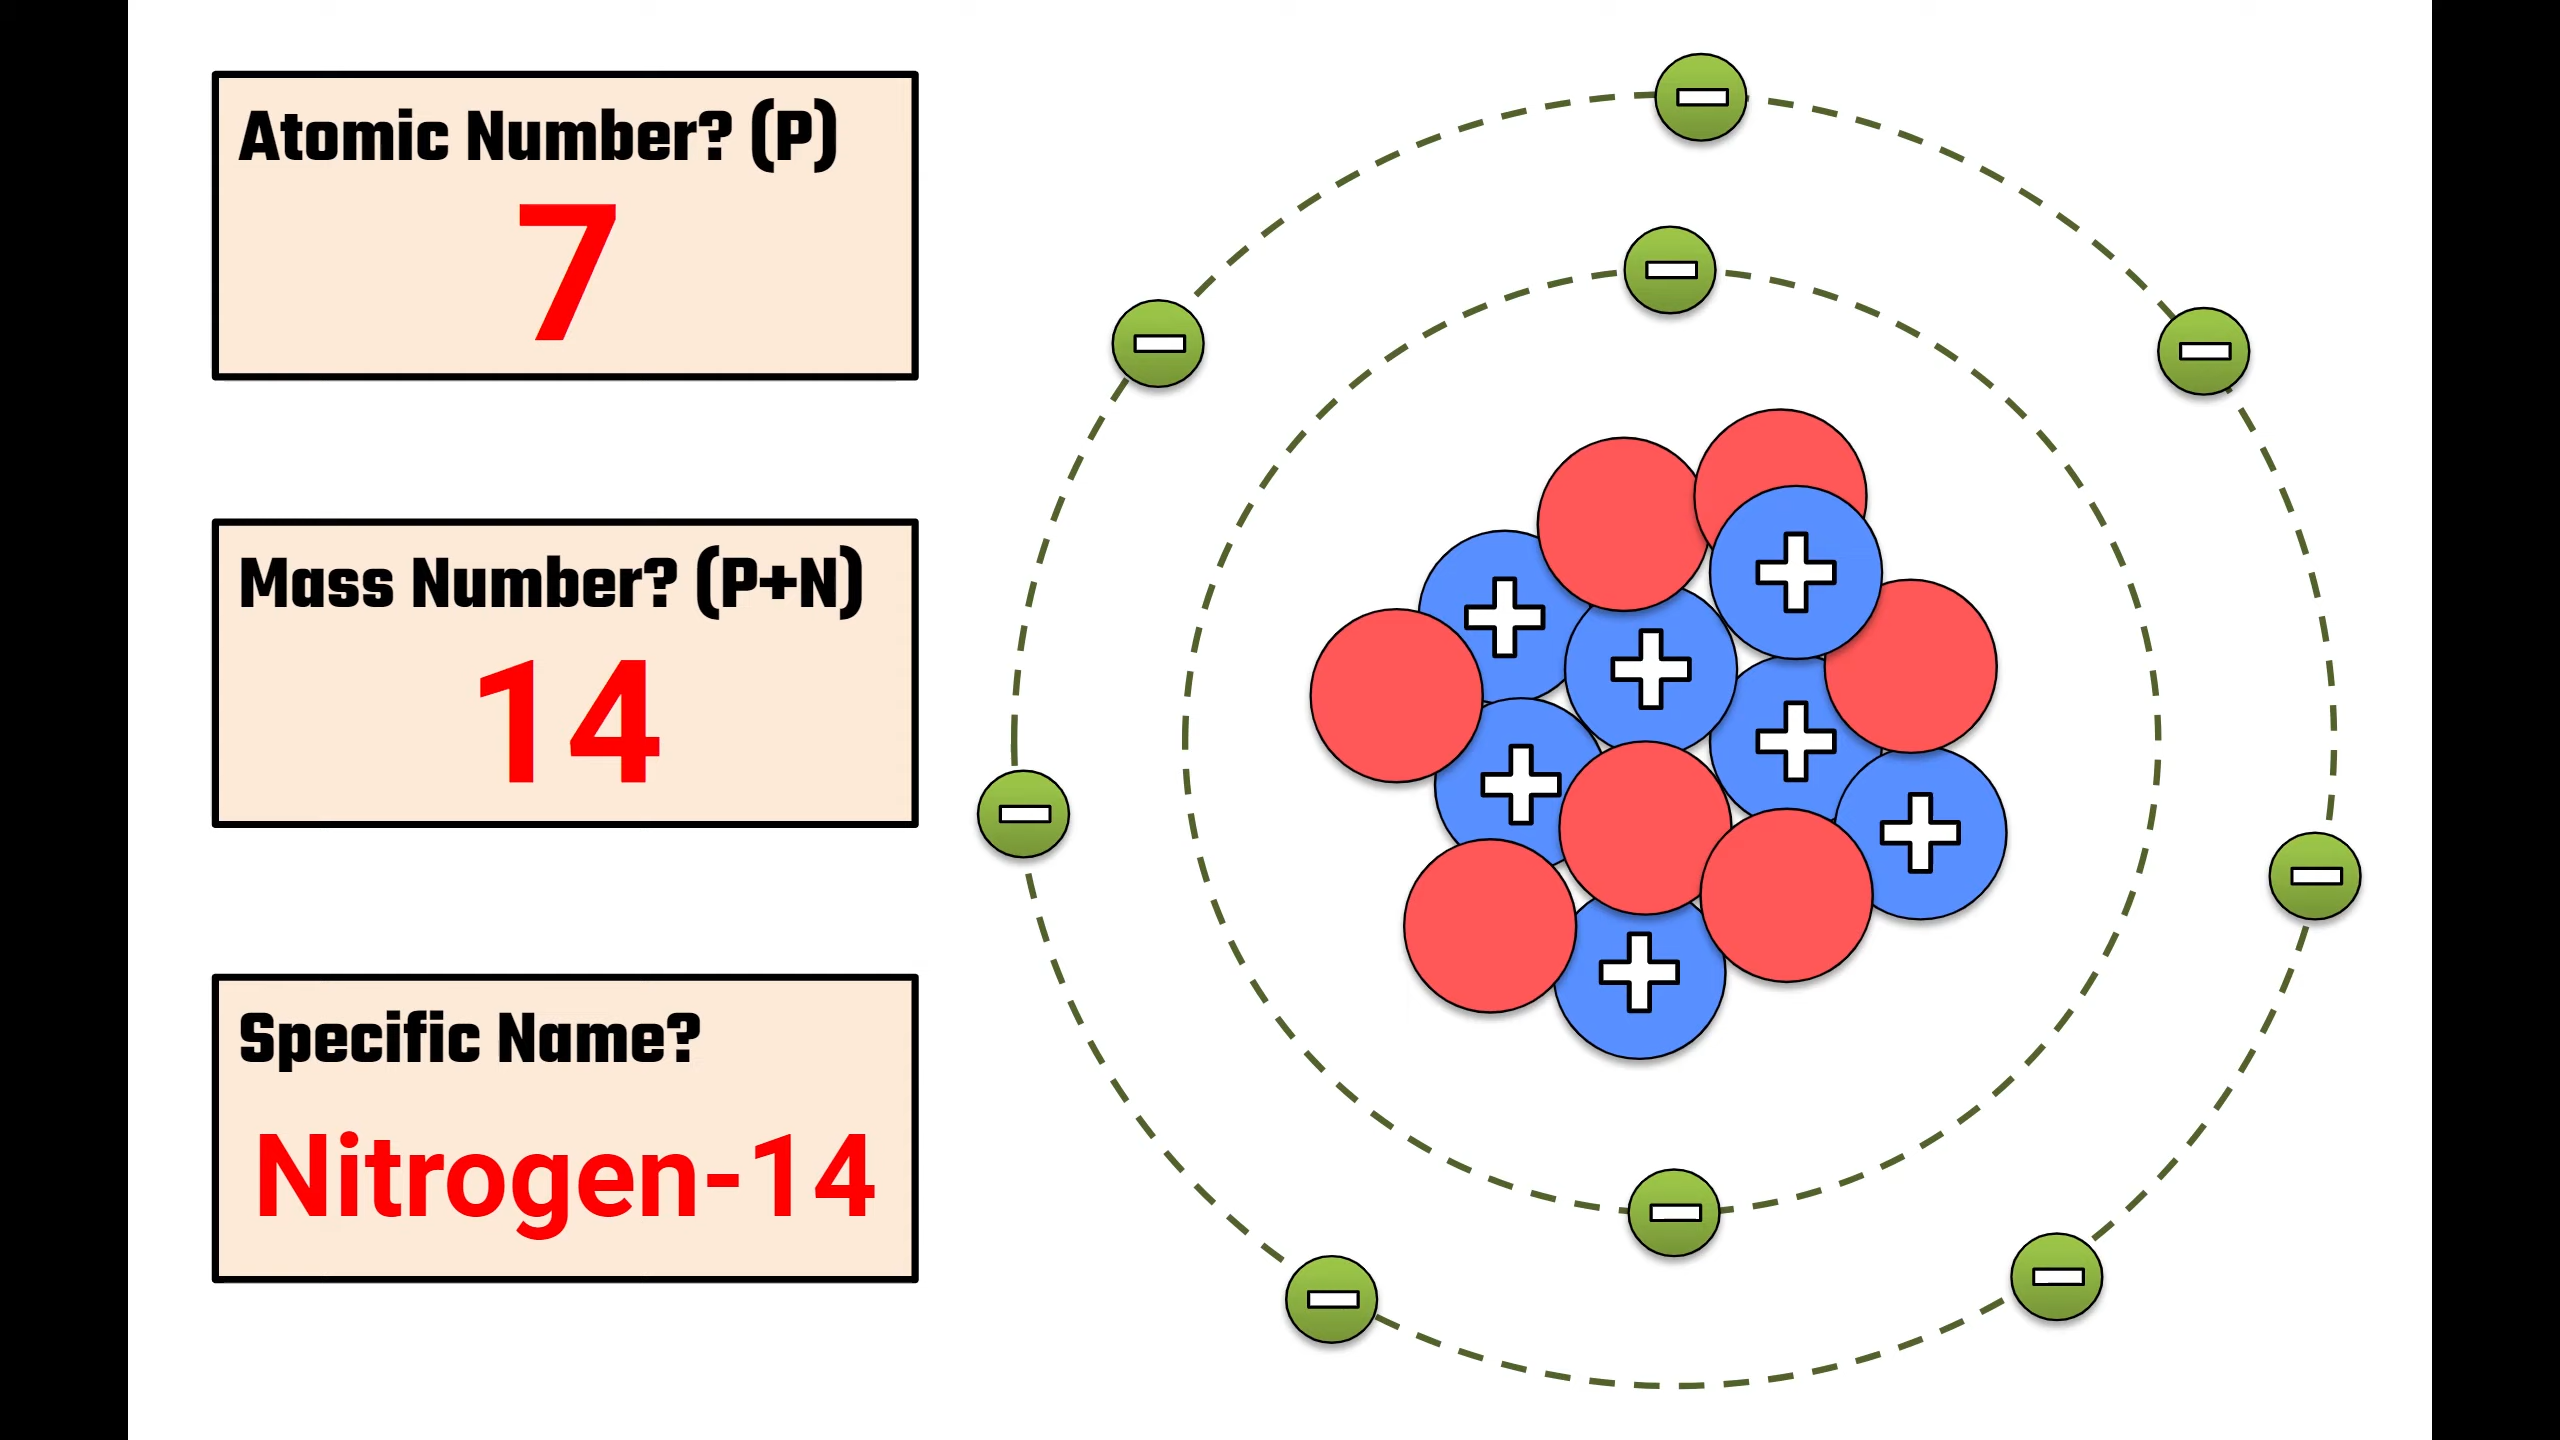 Atomic Number? (P)
7
Mass Number? (P+N)
14
Specific Name?
Nitrogen-14